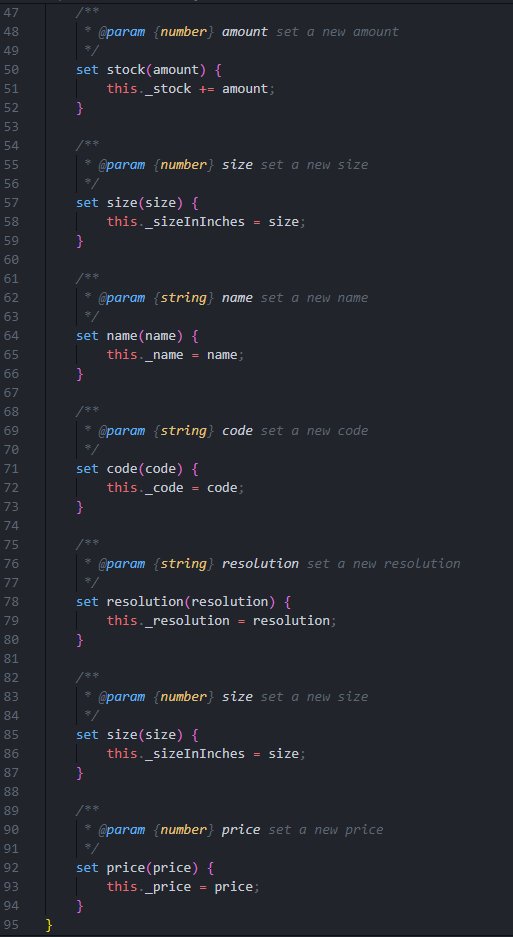 47    /**
48     * @param {number} amount set a new amount
49     */
50    set stock(amount) {
51        this._stock += amount;
52    }
53
54    /**
55     * @param {number} size set a new size
56     */
57    set size(size) {
58        this._sizeInInches = size;
59    }
60
61    /**
62     * @param {string} name set a new name
63     */
64    set name(name) {
65        this._name = name;
66    }
67
68    /**
69     * @param {string} code set a new code
70     */
71    set code(code) {
72        this._code = code;
73    }
74
75    /**
76     * @param {string} resolution set a new resolution
77     */
78    set resolution(resolution) {
79        this._resolution = resolution;
80    }
81
82    /**
83     * @param {number} size set a new size
84     */
85    set size(size) {
86        this._sizeInInches = size;
87    }
88
89    /**
90     * @param {number} price set a new price
91     */
92    set price(price) {
93        this._price = price;
94    }
95 }